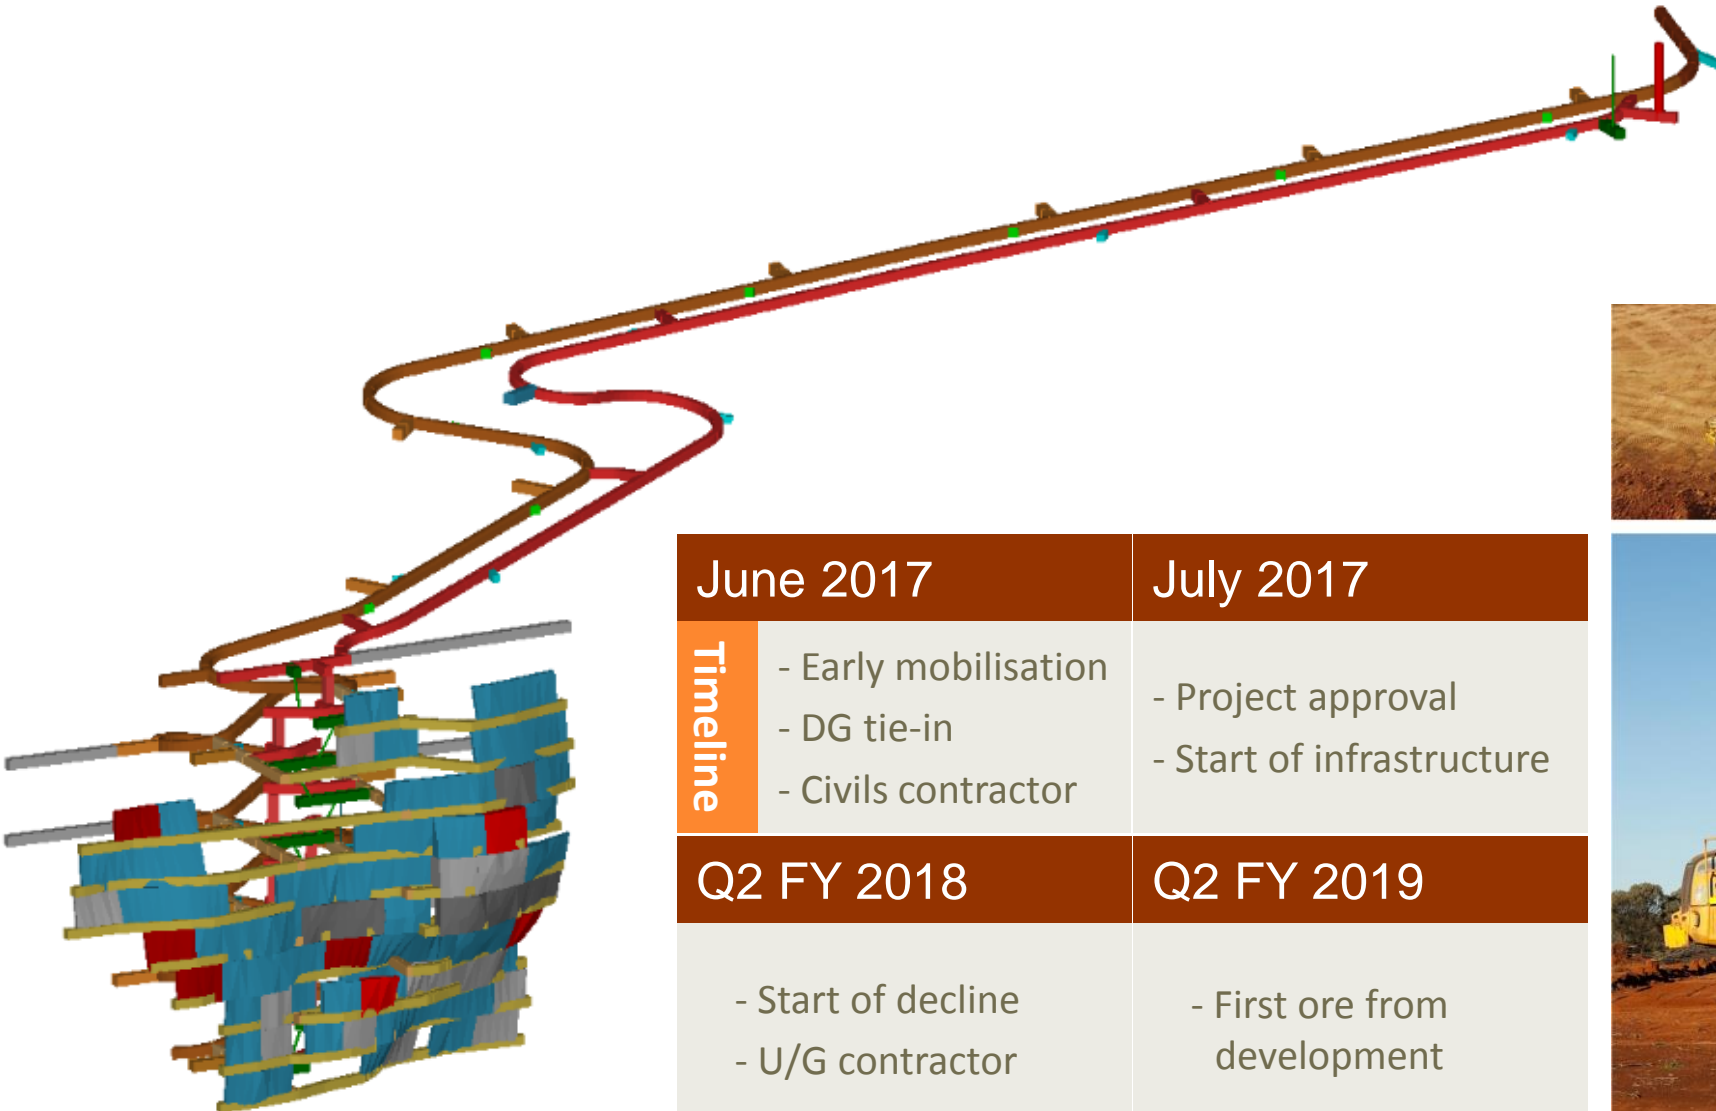 June 2017
July 2017
Timeline
- Early mobilisation
- DG tie-in
- Civils contractor
- Project approval
- Start of infrastructure
Q2 FY 2018
Q2 FY 2019
- Start of decline
- U/G contractor
- First ore from
development